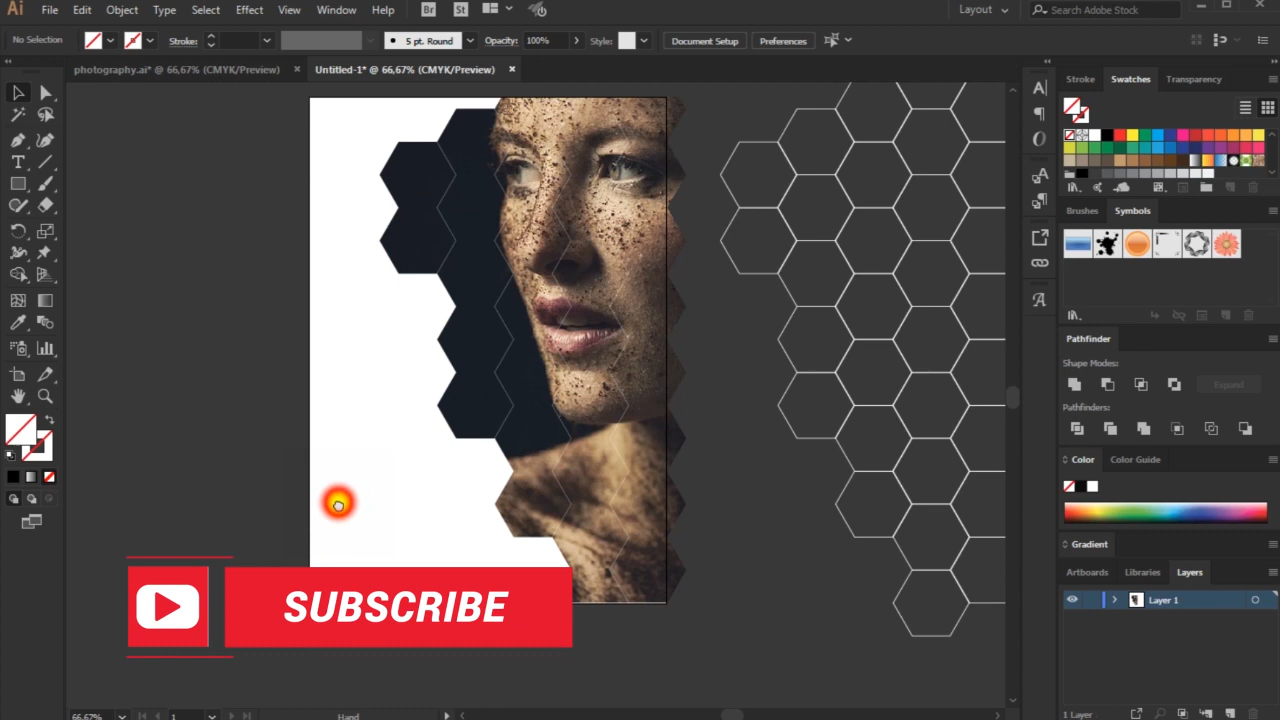 Ai File Edit Object Type Select Effect View Window Help Br St Layout Search Adobe Stock
No Selection Stroke: 5 pt. Round Opacity: 100% Style: Document Setup Preferences
photography.ai* @ 66,67% (CMYK/Preview) × Untitled-1* @ 66,67% (CMYK/Preview) ×
Stroke Swatches Transparency
Brushes Symbols
Pathfinder
Shape Modes:
Expand
Pathfinders:
Color Color Guide
Gradient
Artboards Libraries Layers
Layer 1
SUBSCRIBE
66,67% 1 Hand
1 Layer